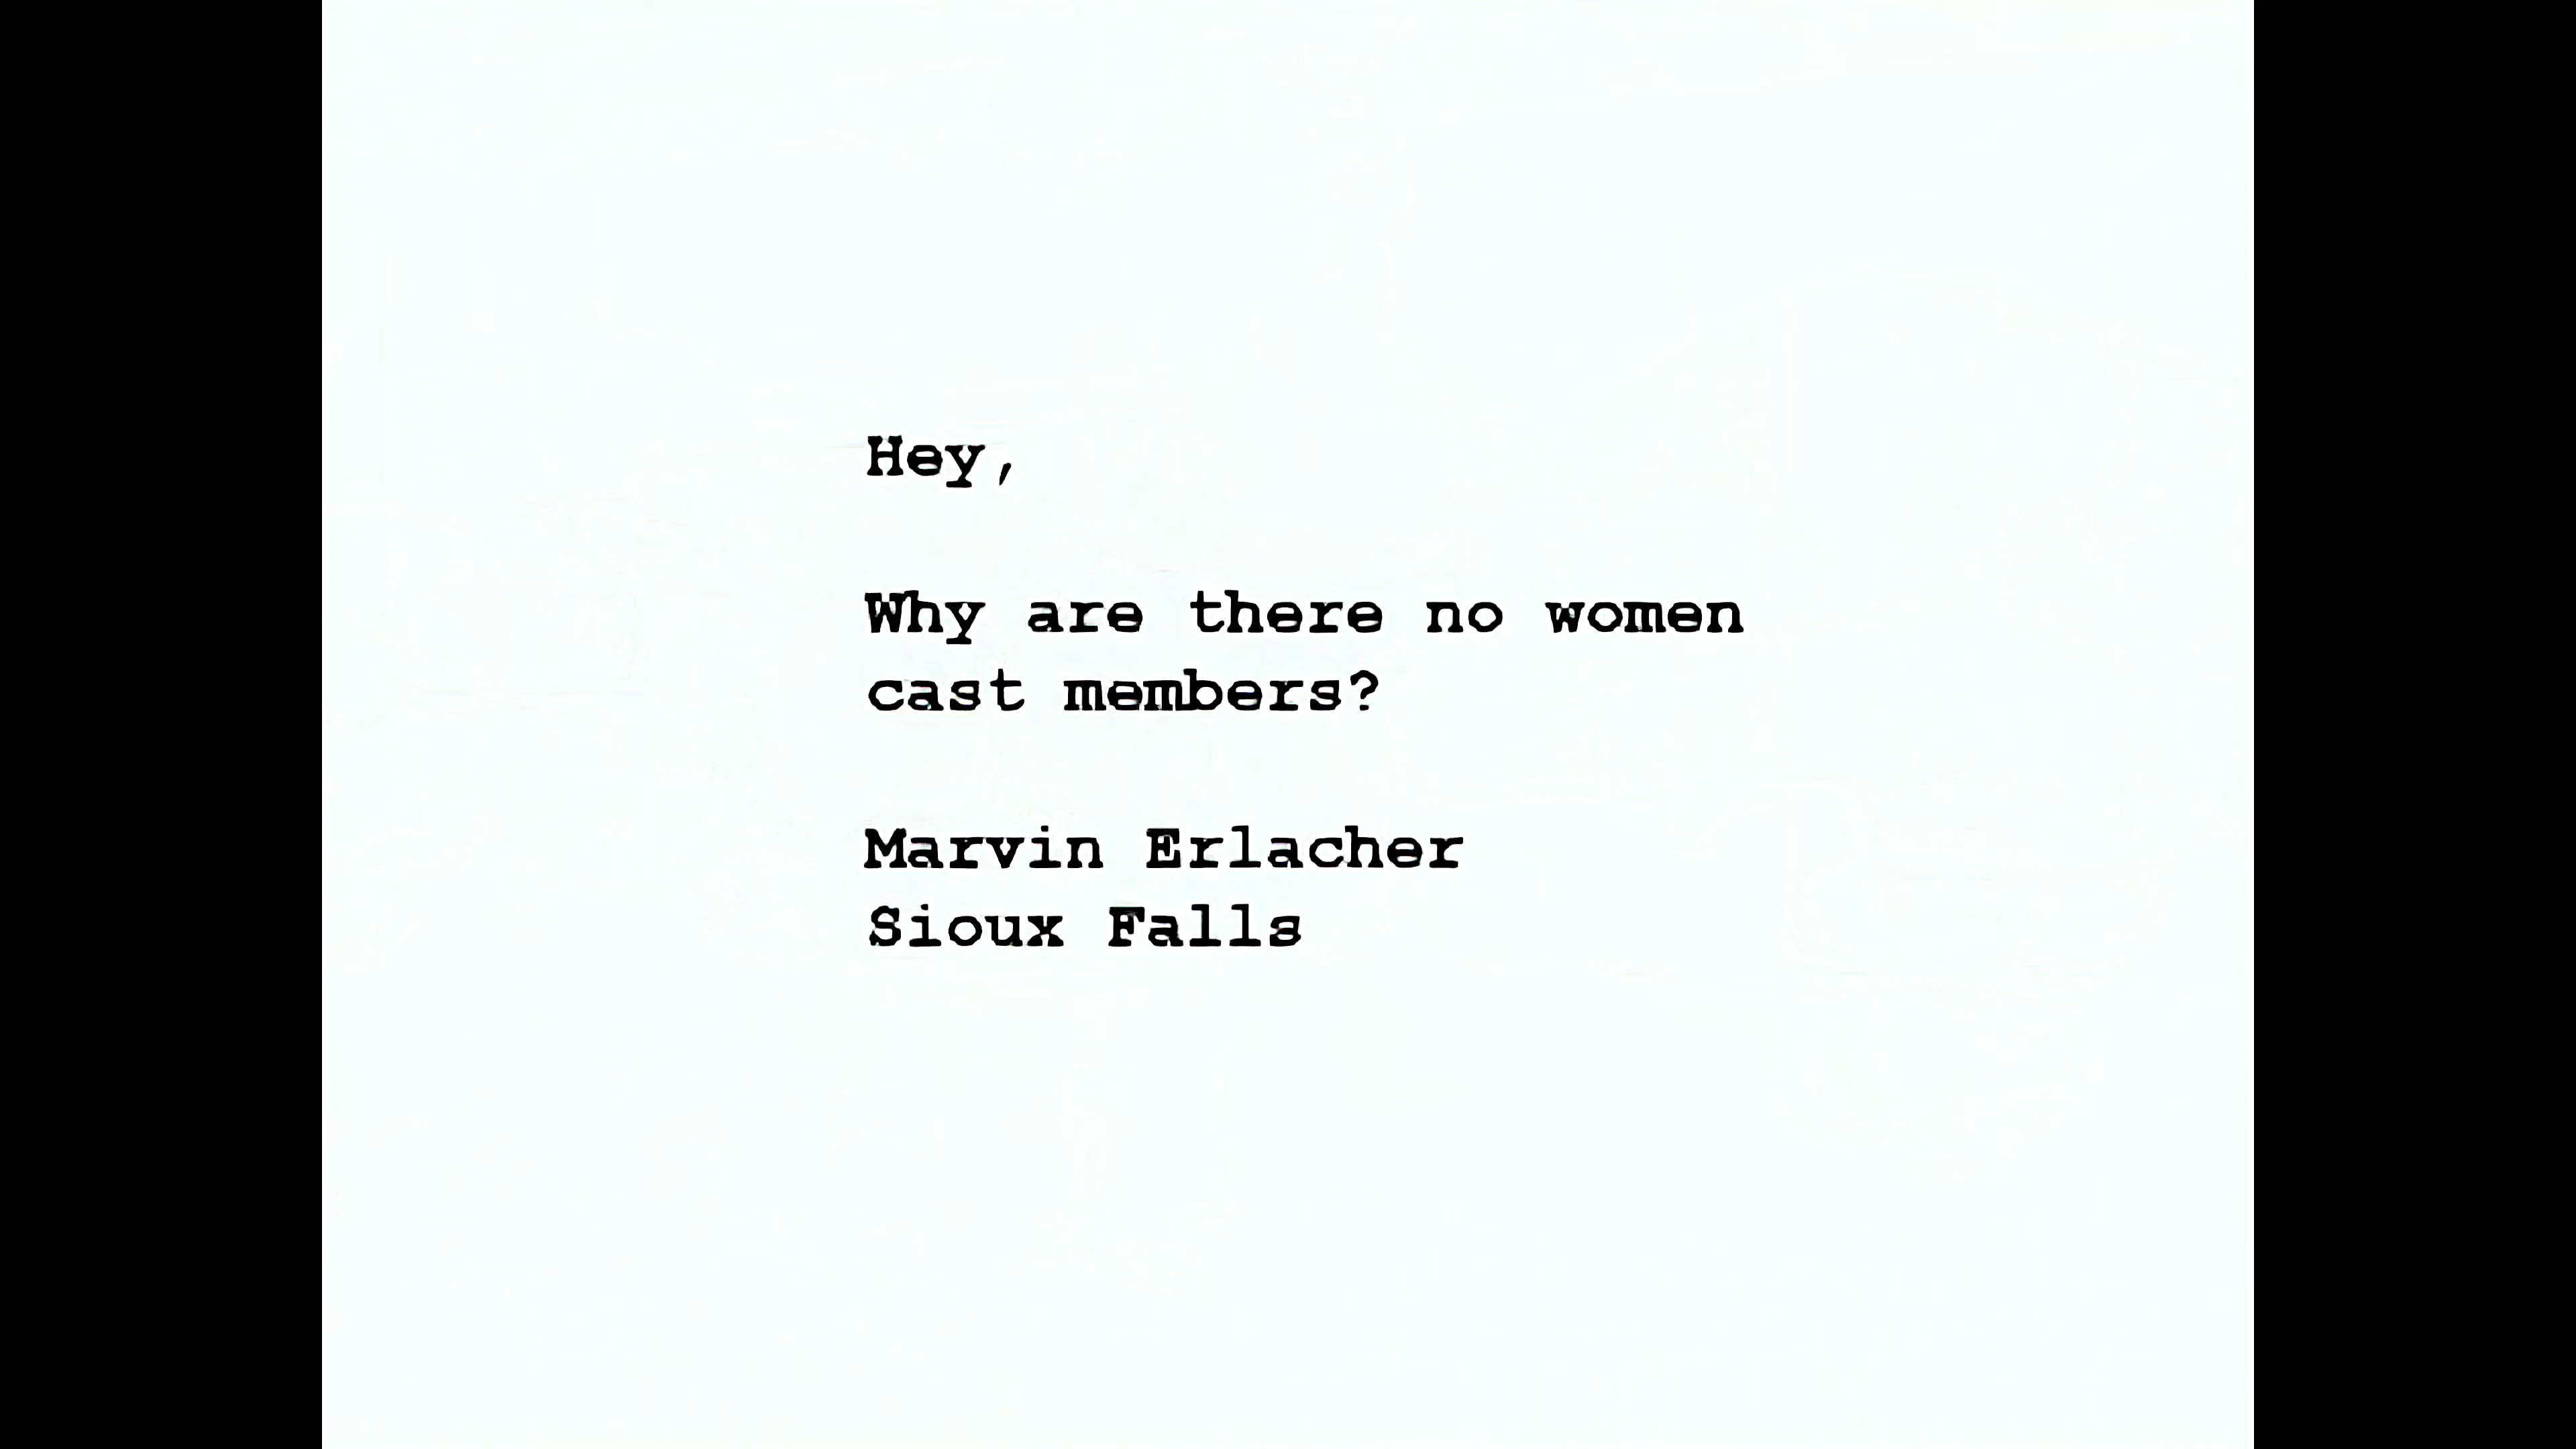 Hey,
Why are there no women
cast members?
Marvin Erlacher
Sioux Falls